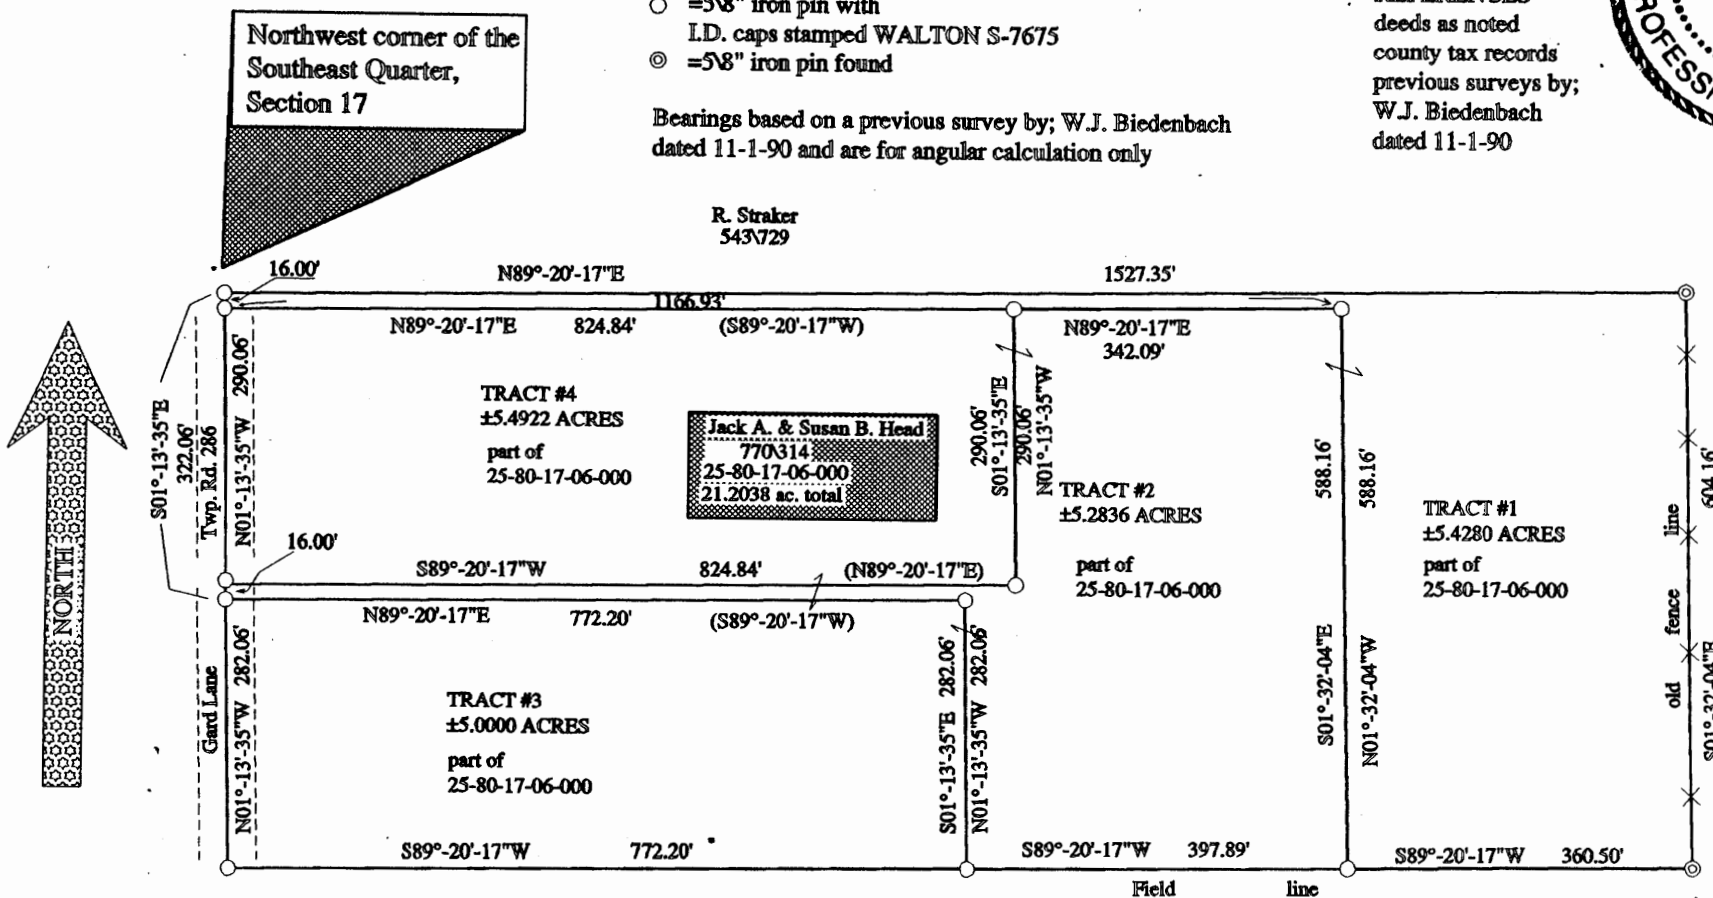 Northwest corner of the
Southeast Quarter,
Section 17
=5\8" iron pin with
I.D. caps stamped WALTON S-7675
=5\8" iron pin found
Bearings based on a previous survey by; W.J. Biedenbach
dated 11-1-90 and are for angular calculation only
deeds as noted
county tax records
previous surveys by;
W.J. Biedenbach
dated 11-1-90
R. Straker
543\729
16.00'
N89°-20'-17"E
1527.35'
1166.93'
N89°-20'-17"E 824.84' (S89°-20'-17"W)
N89°-20'-17"E
342.09'
NORTH
S01°-13'-35"E
322.06'
Twp. Rd. 286
N01°-13'-35"W 290.06'
TRACT #4
±5.4922 ACRES
part of
25-80-17-06-000
Jack A. & Susan B. Head
770\314
25-80-17-06-000
21.2038 ac. total
290.06'
S01°-13'-35"E
290.06'
N01°-13'-35"W
TRACT #2
±5.2836 ACRES
part of
25-80-17-06-000
588.16'
S01°-32'-04"E
588.16'
N01°-32'-04"W
TRACT #1
±5.4280 ACRES
part of
25-80-17-06-000
old fence line
604.16'
S01°-32'-04"E
16.00'
S89°-20'-17"W 824.84' (N89°-20'-17"E)
N89°-20'-17"E 772.20' (S89°-20'-17"W)
Gard Lane
N01°-13'-35"W 282.06'
TRACT #3
±5.0000 ACRES
part of
25-80-17-06-000
S01°-13'-35"E 282.06'
N01°-13'-35"W 282.06'
S89°-20'-17"W 772.20'
S89°-20'-17"W 397.89'
S89°-20'-17"W 360.50'
Field line